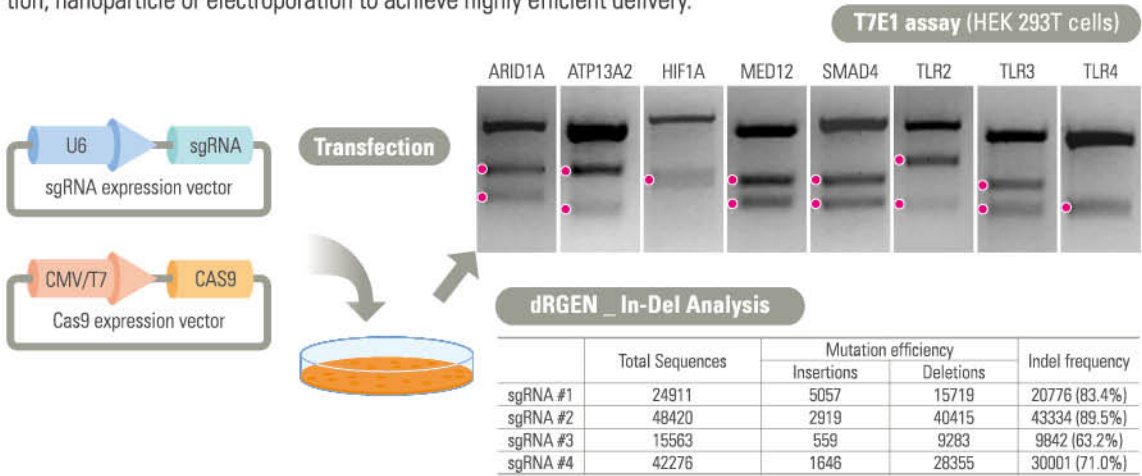 tion, nanoparticle or electroporation to achieve highly efficient delivery.
T7E1 assay (HEK 293T cells)
ARID1A ATP13A2 HIF1A MED12 SMAD4 TLR2 TLR3 TLR4
U6 sgRNA
sgRNA expression vector
Transfection
CMV/T7 CAS9
Cas9 expression vector
dRGEN _ In-Del Analysis
Total Sequences Mutation efficiency Indel frequency
Insertions Deletions
sgRNA #1 24911 5057 15719 20776 (83.4%)
sgRNA #2 48420 2919 40415 43334 (89.5%)
sgRNA #3 15563 559 9283 9842 (63.2%)
sgRNA #4 42276 1646 28355 30001 (71.0%)